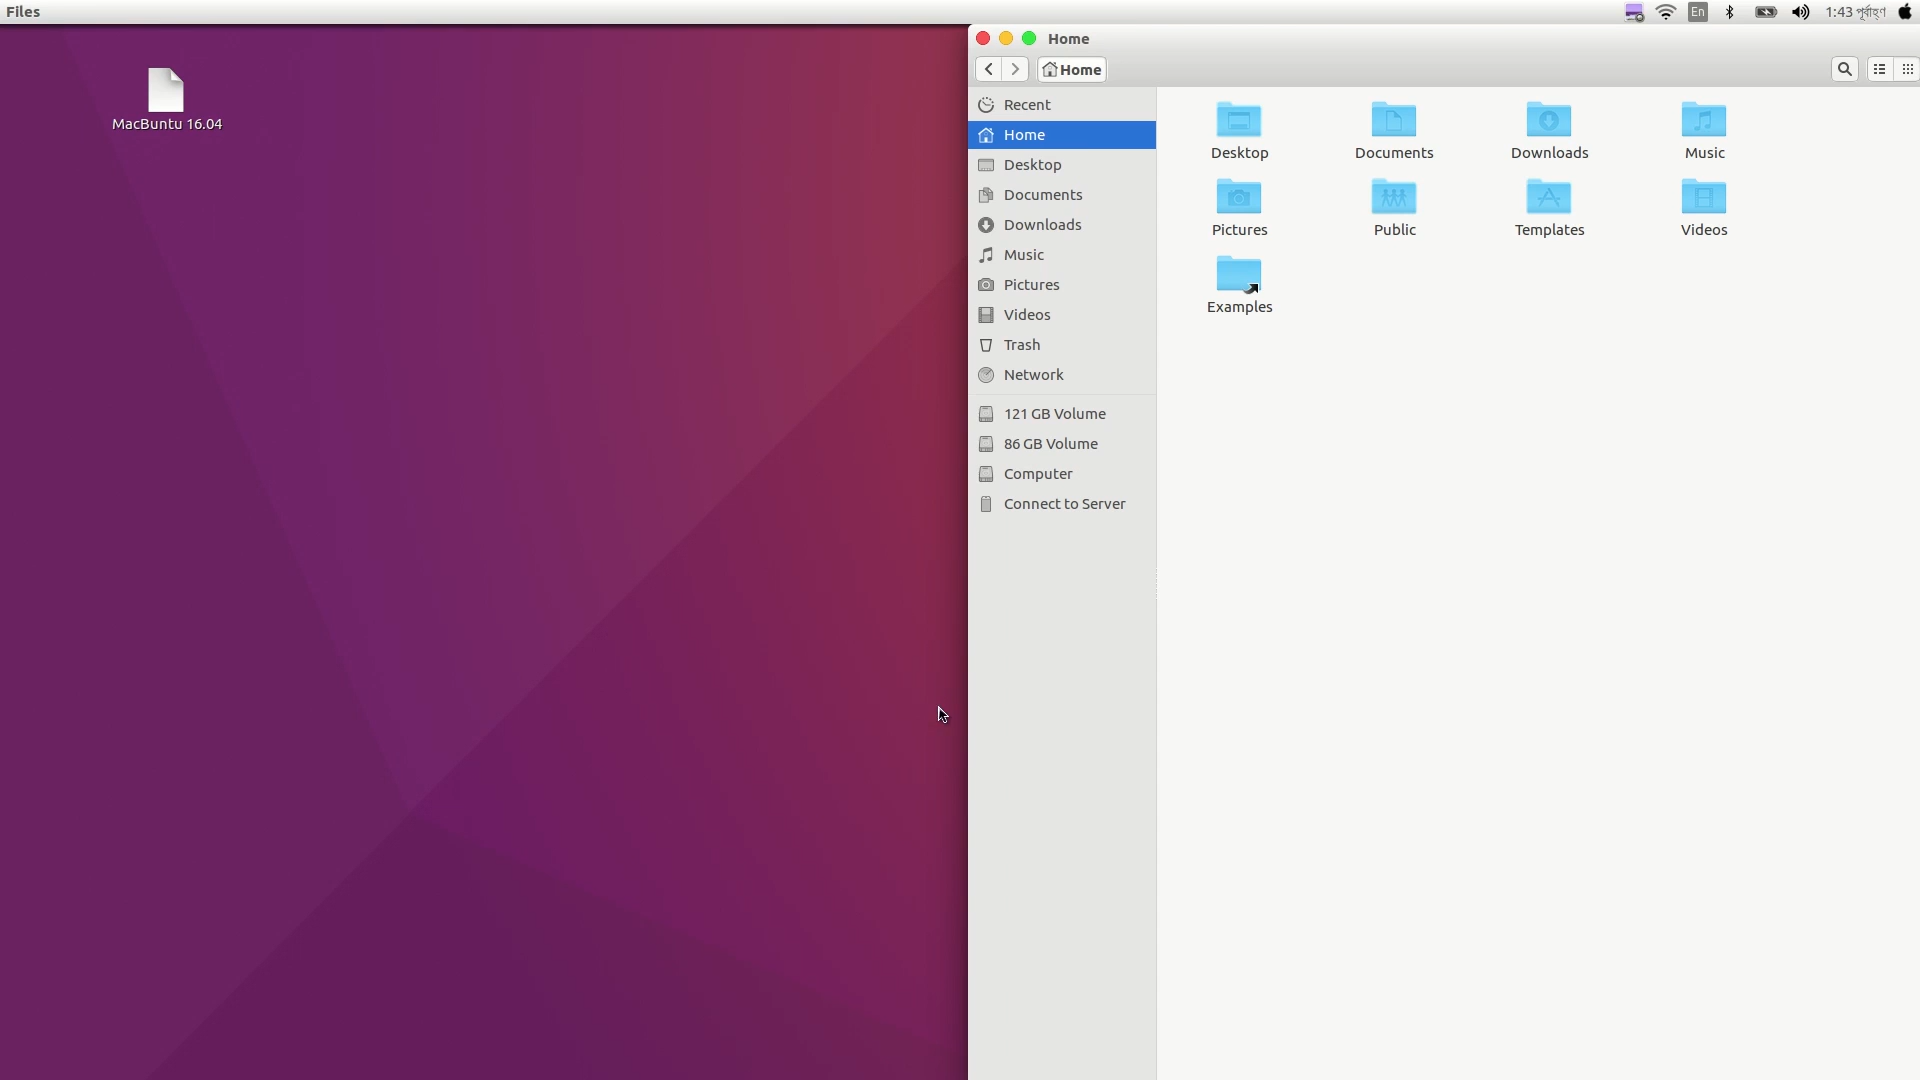 Files
En
1:43 পূর্বাহ্ণ
MacBuntu 16.04
Home
Home
Recent
Home
Desktop
Documents
Downloads
Music
Pictures
Videos
Trash
Network
121 GB Volume
86 GB Volume
Computer
Connect to Server
Desktop
Documents
Downloads
Music
Pictures
Public
Templates
Videos
Examples